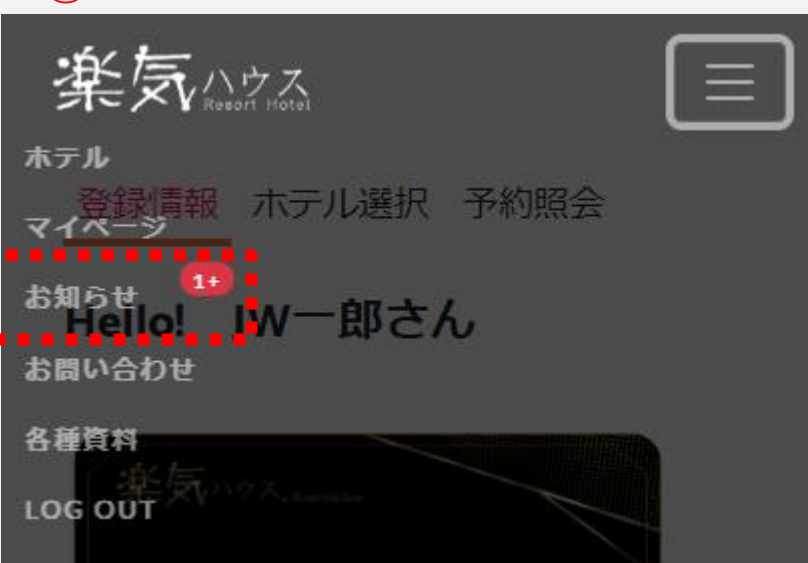 楽気ハウス
Resort Hotel
ホテル
登録情報 ホテル選択 予約照会
マイページ
1+
お知らせ
Hello! IW一郎さん
お問い合わせ
各種資料
楽気ハウス
LOG OUT